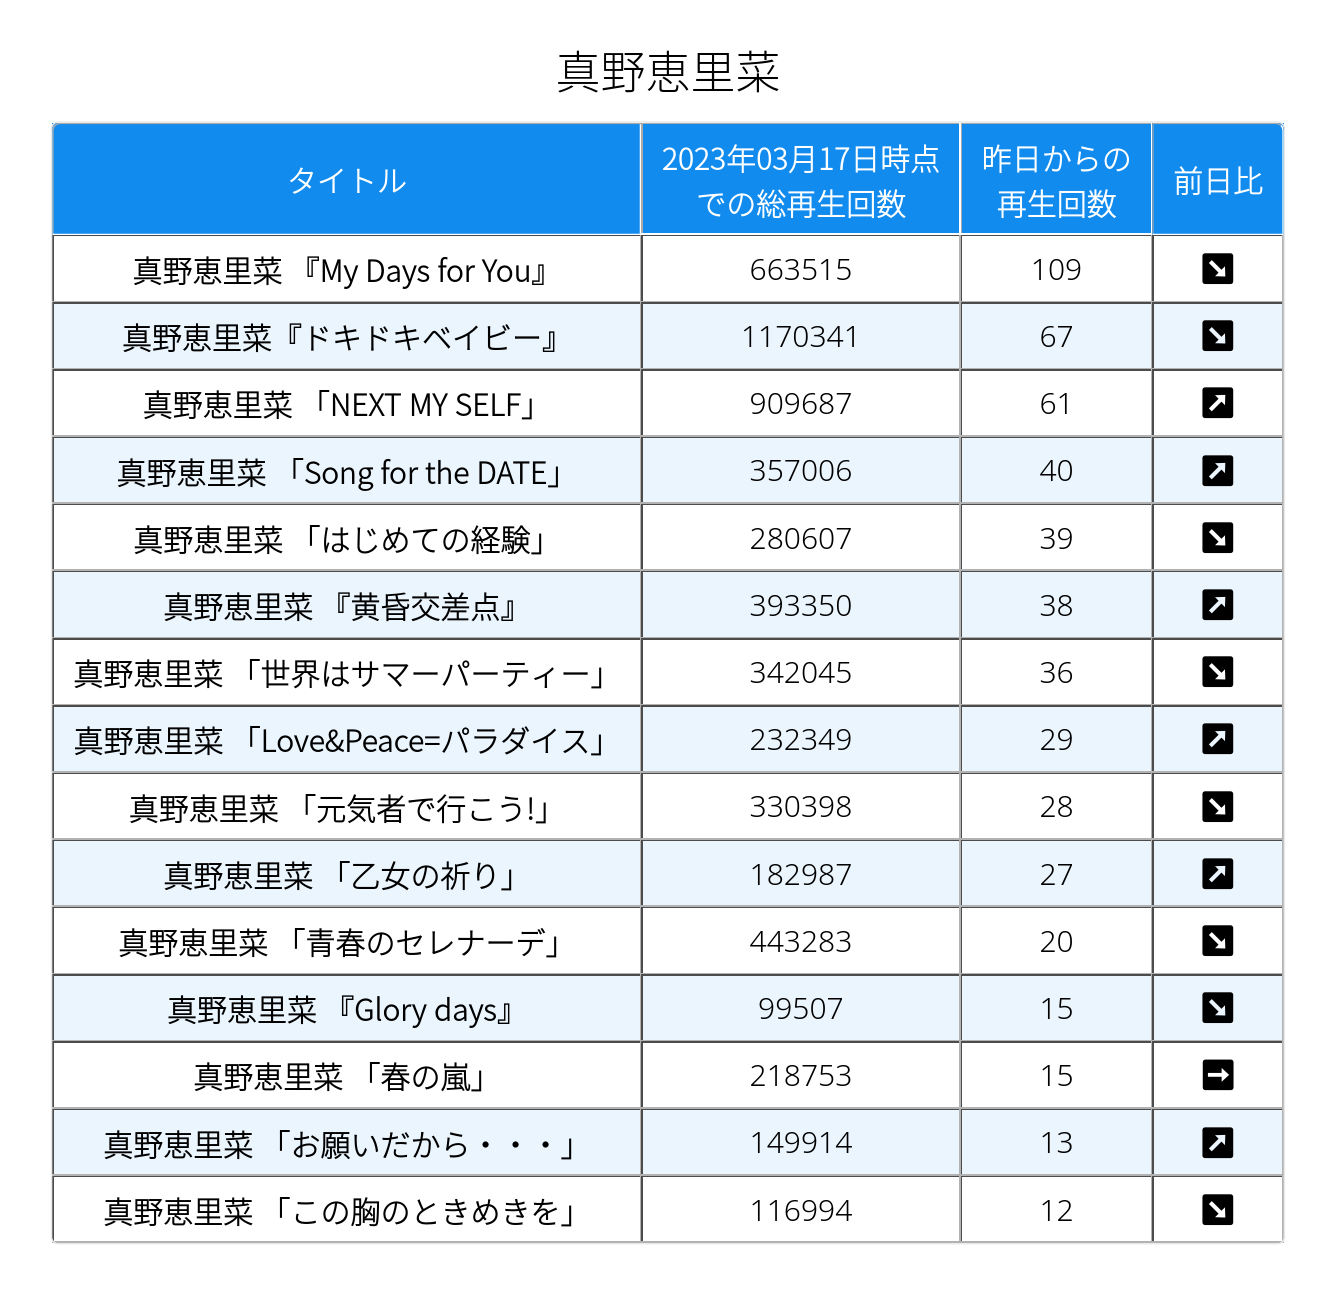 真野恵里菜
タイトル
2023年03月17日時点
での総再生回数
昨日からの
再生回数
前日比
真野恵里菜 『My Days for You』 663515 109 ↘
真野恵里菜『ドキドキベイビー』 1170341 67 ↘
真野恵里菜 「NEXT MY SELF」 909687 61 ↗
真野恵里菜 「Song for the DATE」 357006 40 ↗
真野恵里菜 「はじめての経験」 280607 39 ↘
真野恵里菜 『黄昏交差点』 393350 38 ↗
真野恵里菜 「世界はサマーパーティー」 342045 36 ↘
真野恵里菜 「Love&Peace=パラダイス」 232349 29 ↗
真野恵里菜 「元気者で行こう!」 330398 28 ↘
真野恵里菜 「乙女の祈り」 182987 27 ↗
真野恵里菜 「青春のセレナーデ」 443283 20 ↘
真野恵里菜 『Glory days』 99507 15 ↘
真野恵里菜 「春の嵐」 218753 15 →
真野恵里菜 「お願いだから・・・」 149914 13 ↗
真野恵里菜 「この胸のときめきを」 116994 12 ↘